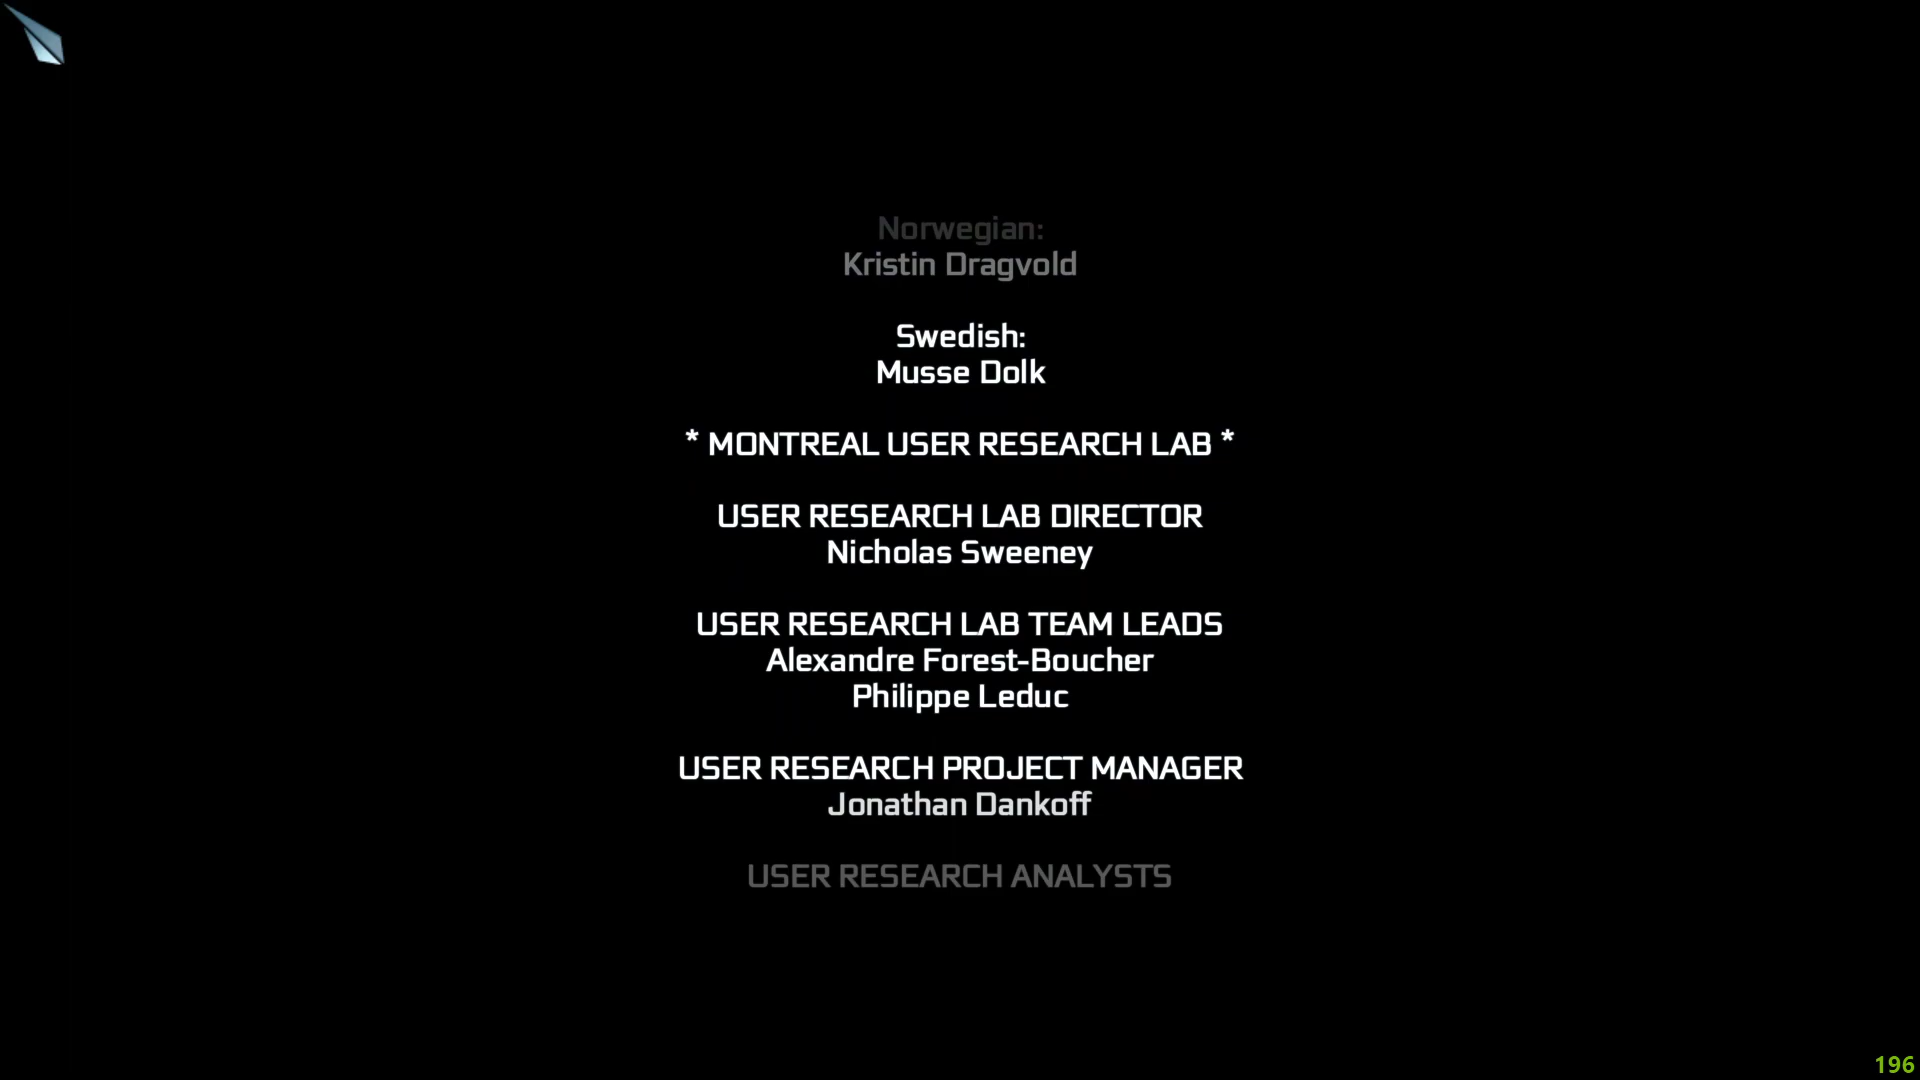 Norwegian:
Kristin Dragvold
Swedish:
Musse Dolk
* MONTREAL USER RESEARCH LAB *
USER RESEARCH LAB DIRECTOR
Nicholas Sweeney
USER RESEARCH LAB TEAM LEADS
Alexandre Forest-Boucher
Philippe Leduc
USER RESEARCH PROJECT MANAGER
Jonathan Dankoff
USER RESEARCH ANALYSTS
196